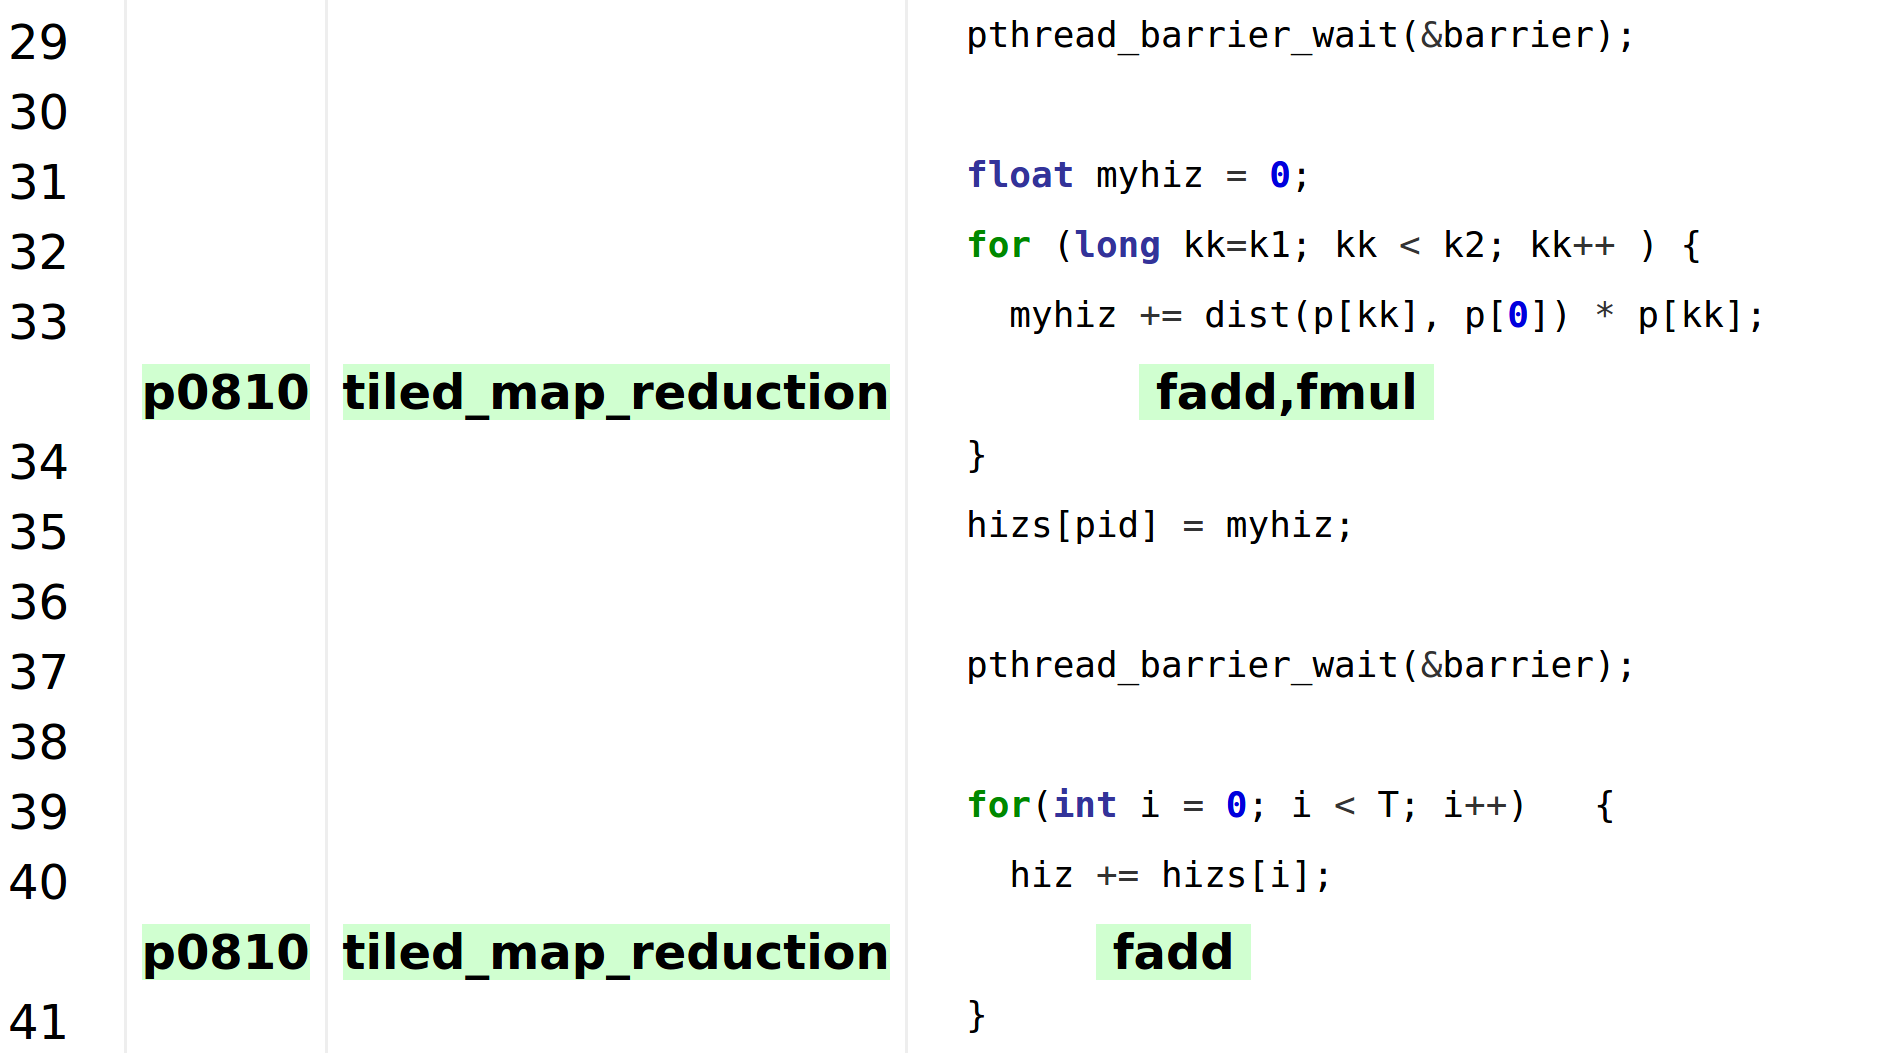 29 pthread_barrier_wait(&barrier);
30
31 float myhiz = 0;
32 for (long kk=k1; kk < k2; kk++ ) {
33 myhiz += dist(p[kk], p[0]) * p[kk];
p0810 tiled_map_reduction fadd,fmul
34 }
35 hizs[pid] = myhiz;
36
37 pthread_barrier_wait(&barrier);
38
39 for(int i = 0; i < T; i++)   {
40 hiz += hizs[i];
p0810 tiled_map_reduction fadd
41 }